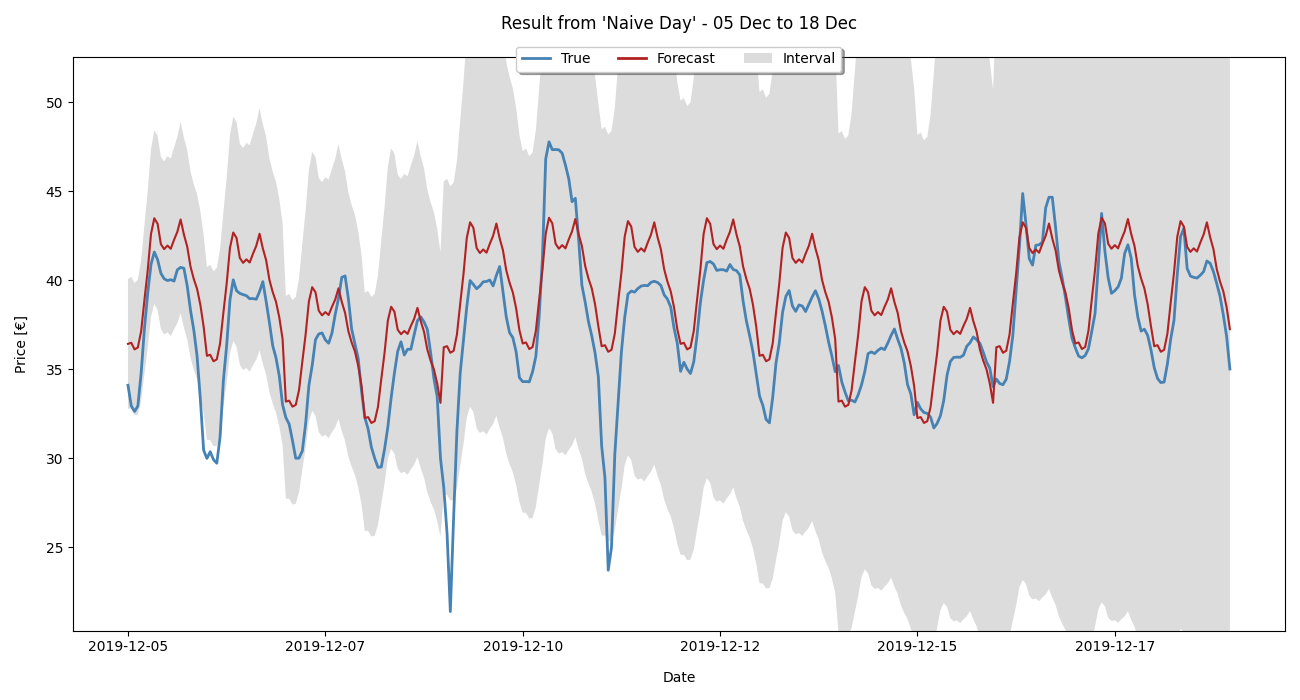 Result from 'Naive Day' - 05 Dec to 18 Dec
True Forecast Interval
50
45
40
35
30
25
Price [€]
2019-12-05 2019-12-07 2019-12-10 2019-12-12 2019-12-15 2019-12-17
Date